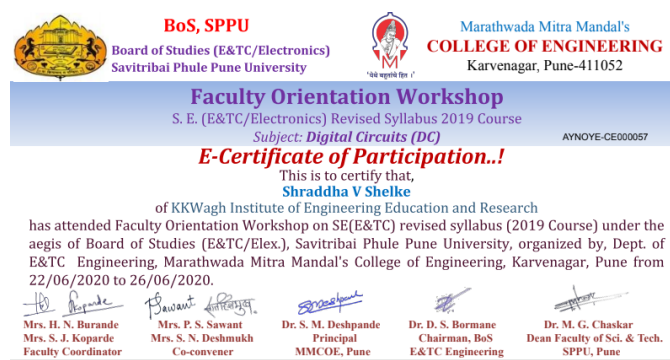 BoS, SPPU
Board of Studies (E&TC/Electronics)
Savitribai Phule Pune University
'येथे बहुतांचे हित ।'
Marathwada Mitra Mandal's
COLLEGE OF ENGINEERING
Karvenagar, Pune-411052
Faculty Orientation Workshop
S. E. (E&TC/Electronics) Revised Syllabus 2019 Course
Subject: Digital Circuits (DC)
AYNOYE-CE000057
E-Certificate of Participation..!
This is to certify that,
Shraddha V Shelke
of KKWagh Institute of Engineering Education and Research
has attended Faculty Orientation Workshop on SE(E&TC) revised syllabus (2019 Course) under the
aegis of Board of Studies (E&TC/Elex.), Savitribai Phule Pune University, organized by, Dept. of
E&TC Engineering, Marathwada Mitra Mandal's College of Engineering, Karvenagar, Pune from
22/06/2020 to 26/06/2020.
Koparde
Sawant
SMDeshpande
Mrs. H. N. Burande
Mrs. S. J. Koparde
Faculty Coordinator
Mrs. P. S. Sawant
Mrs. S. N. Deshmukh
Co-convener
Dr. S. M. Deshpande
Principal
MMCOE, Pune
Dr. D. S. Bormane
Chairman, BoS
E&TC Engineering
Dr. M. G. Chaskar
Dean Faculty of Sci. & Tech.
SPPU, Pune